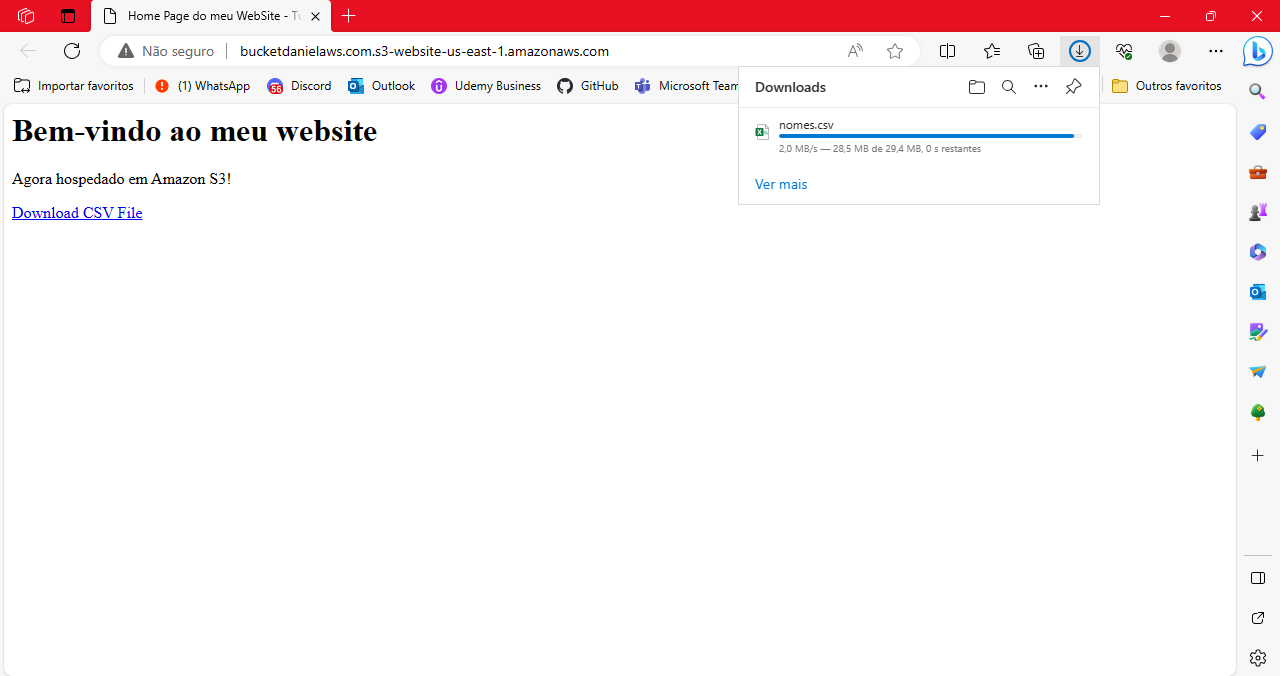 Home Page do meu WebSite - Tu
Não seguro
bucketdanielaws.com.s3-website-us-east-1.amazonaws.com
Importar favoritos
(1) WhatsApp
56
Discord
Outlook
Udemy Business
GitHub
Microsoft Team
Outros favoritos
Downloads
nomes.csv
2,0 MB/s — 28,5 MB de 29,4 MB, 0 s restantes
Ver mais
Bem-vindo ao meu website
Agora hospedado em Amazon S3!
Download CSV File